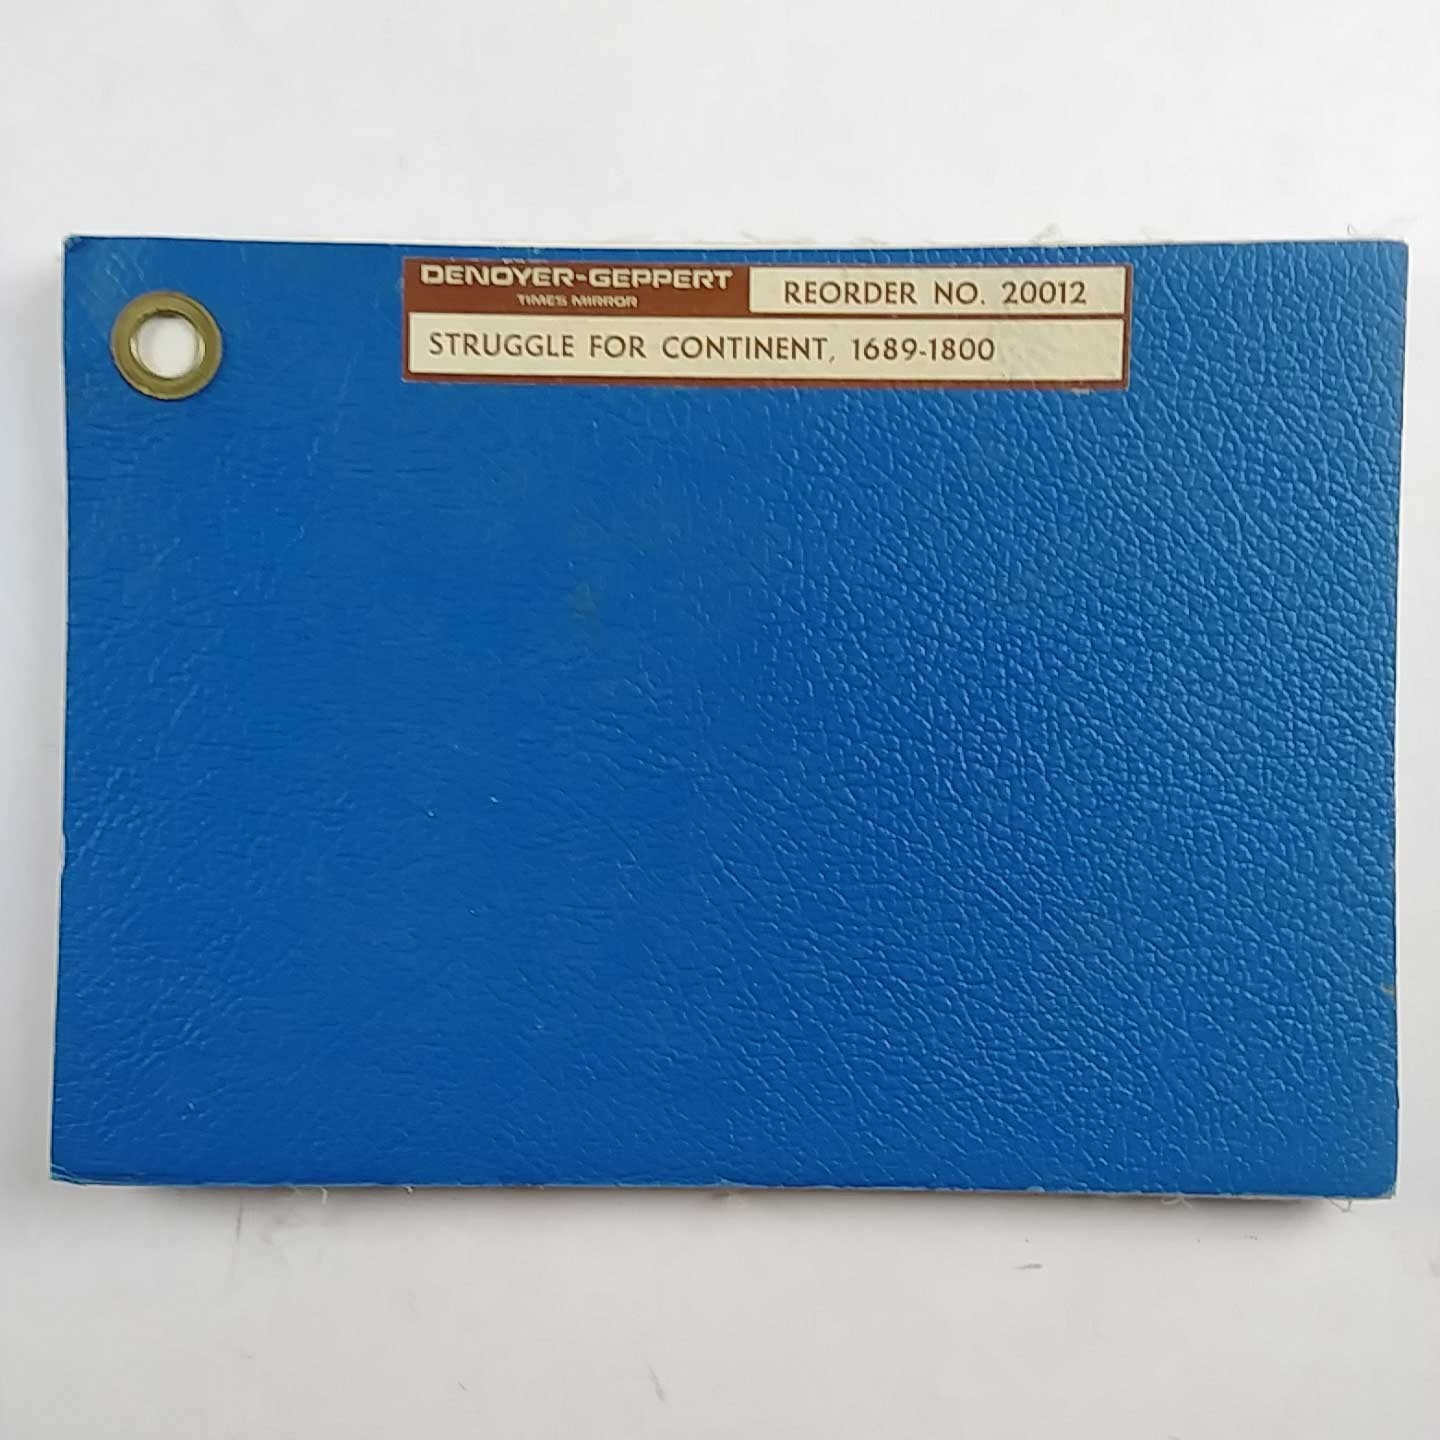 DENOYER-GEPPERT
TIMES MIRROR
REORDER NO. 20012
STRUGGLE FOR CONTINENT, 1689-1800